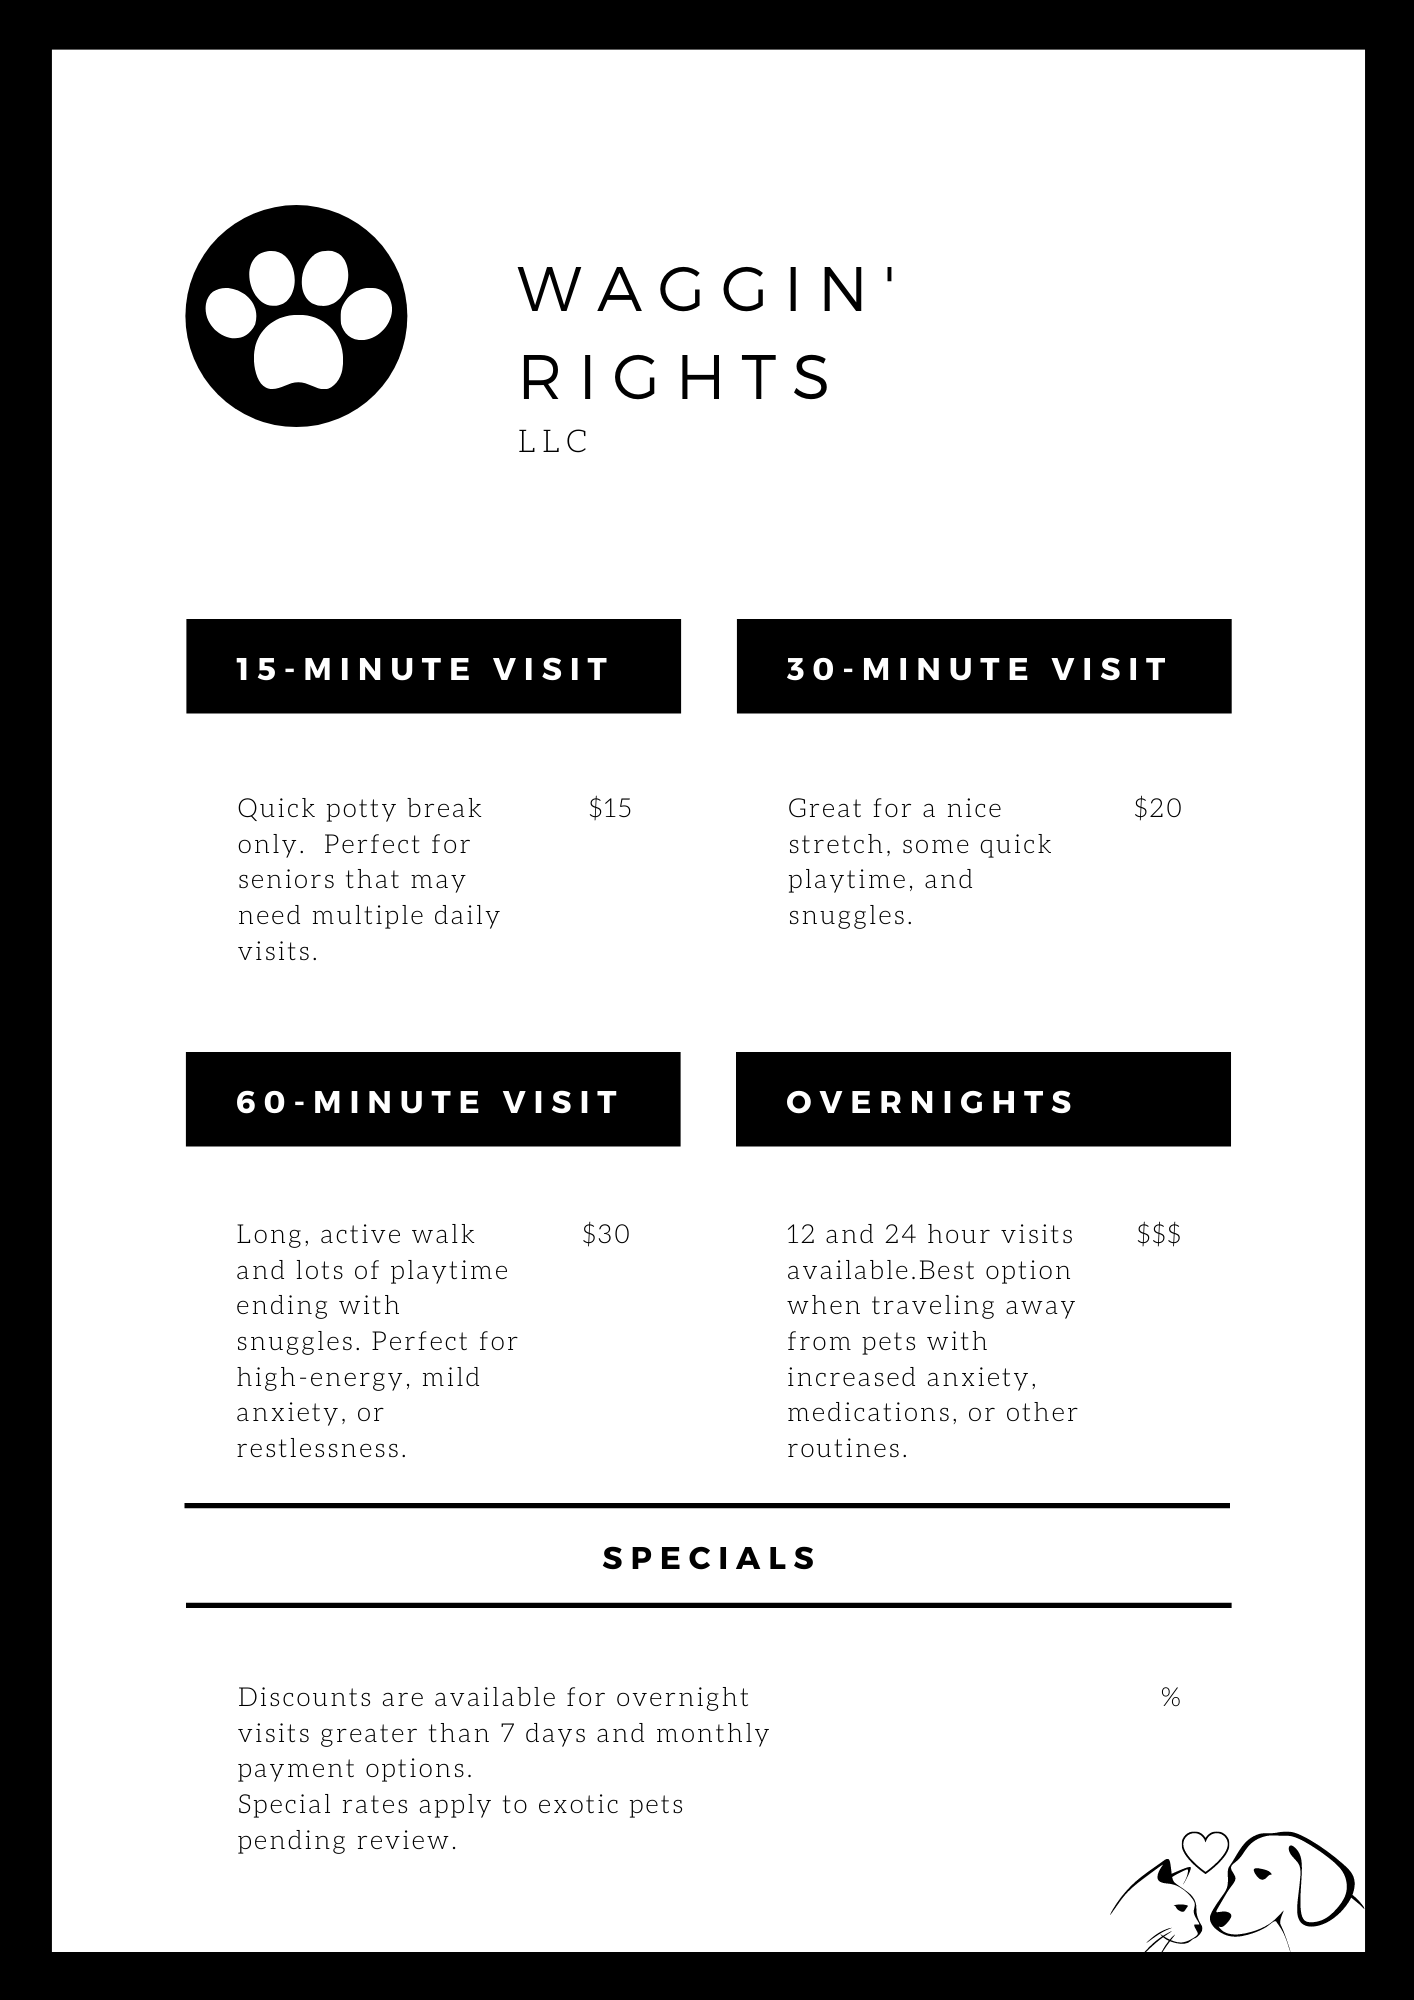 WAGGIN'
RIGHTS
LLC
15-MINUTE VISIT
Quick potty break $15
only.  Perfect for
seniors that may
need multiple daily
visits.
30-MINUTE VISIT
Great for a nice $20
stretch, some quick
playtime, and
snuggles.
60-MINUTE VISIT
Long, active walk $30
and lots of playtime
ending with
snuggles. Perfect for
high-energy, mild
anxiety, or
restlessness.
OVERNIGHTS
12 and 24 hour visits $$$
available.Best option
when traveling away
from pets with
increased anxiety,
medications, or other
routines.
SPECIALS
Discounts are available for overnight %
visits greater than 7 days and monthly
payment options.
Special rates apply to exotic pets
pending review.